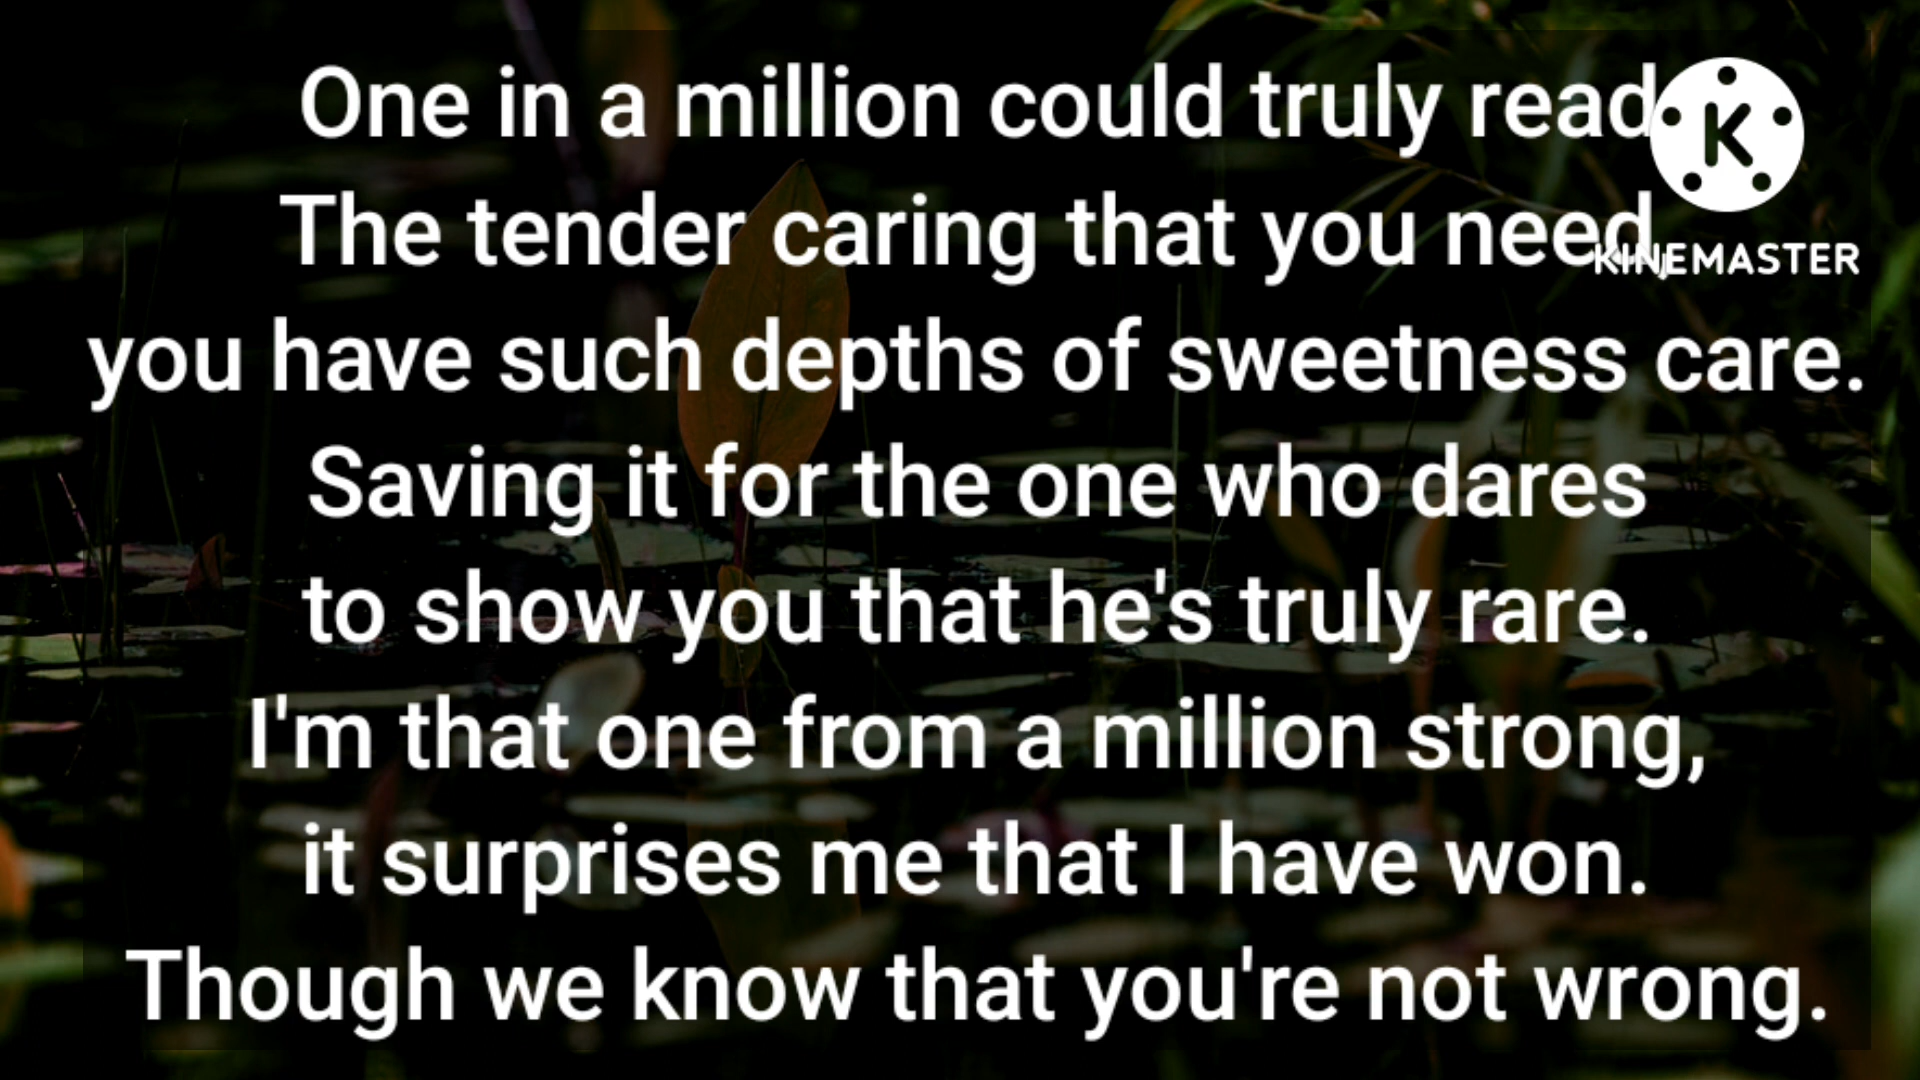 One in a million could truly read
The tender caring that you need,
you have such depths of sweetness care.
Saving it for the one who dares
to show you that he's truly rare.
I'm that one from a million strong,
it surprises me that I have won.
Though we know that you're not wrong.
K
KINEMASTER